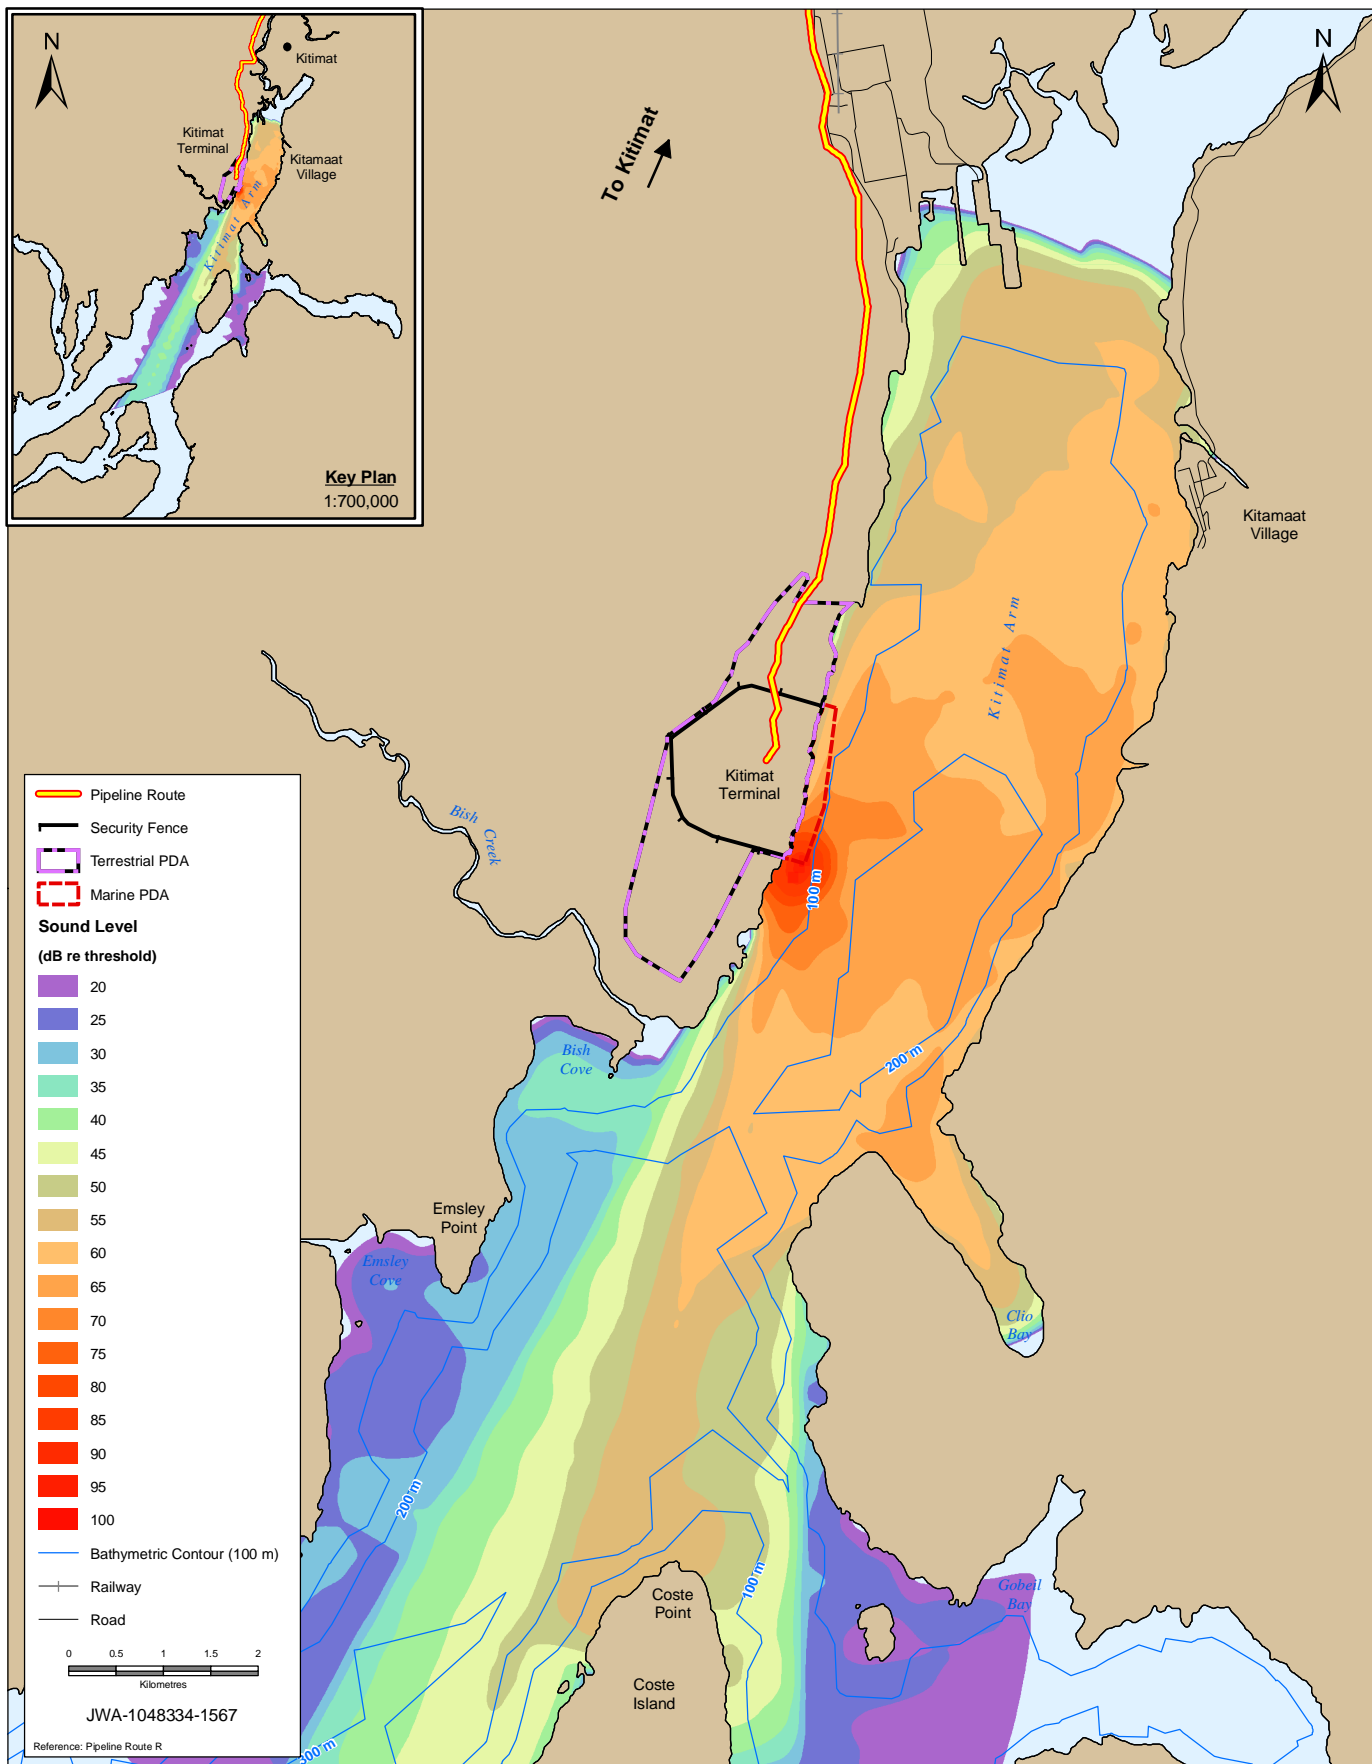 N
Kitimat
Kitimat
Terminal
Kitamaat
Village
Kitimat Arm
Key Plan
1:700,000
To Kitimat
N
Kitamaat
Village
Kitimat Arm
Kitimat
Terminal
Bish Creek
100 m
200 m
Bish
Cove
Emsley
Point
Emsley
Cove
Clio
Bay
200 m
100 m
Coste
Point
Gobeil
Bay
Coste
Island
300 m
Pipeline Route
Security Fence
Terrestrial PDA
Marine PDA
Sound Level
(dB re threshold)
20
25
30
35
40
45
50
55
60
65
70
75
80
85
90
95
100
Bathymetric Contour (100 m)
Railway
Road
0 0.5 1 1.5 2
Kilometres
JWA-1048334-1567
Reference: Pipeline Route R